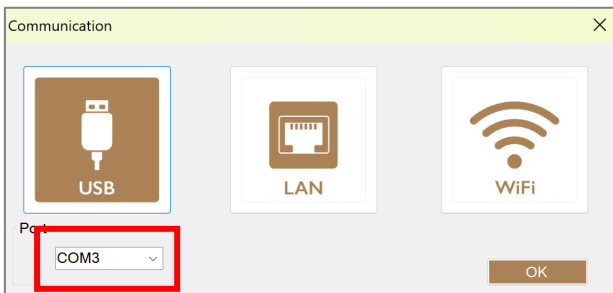 Communication
USB
LAN
WiFi
Port
COM3
OK